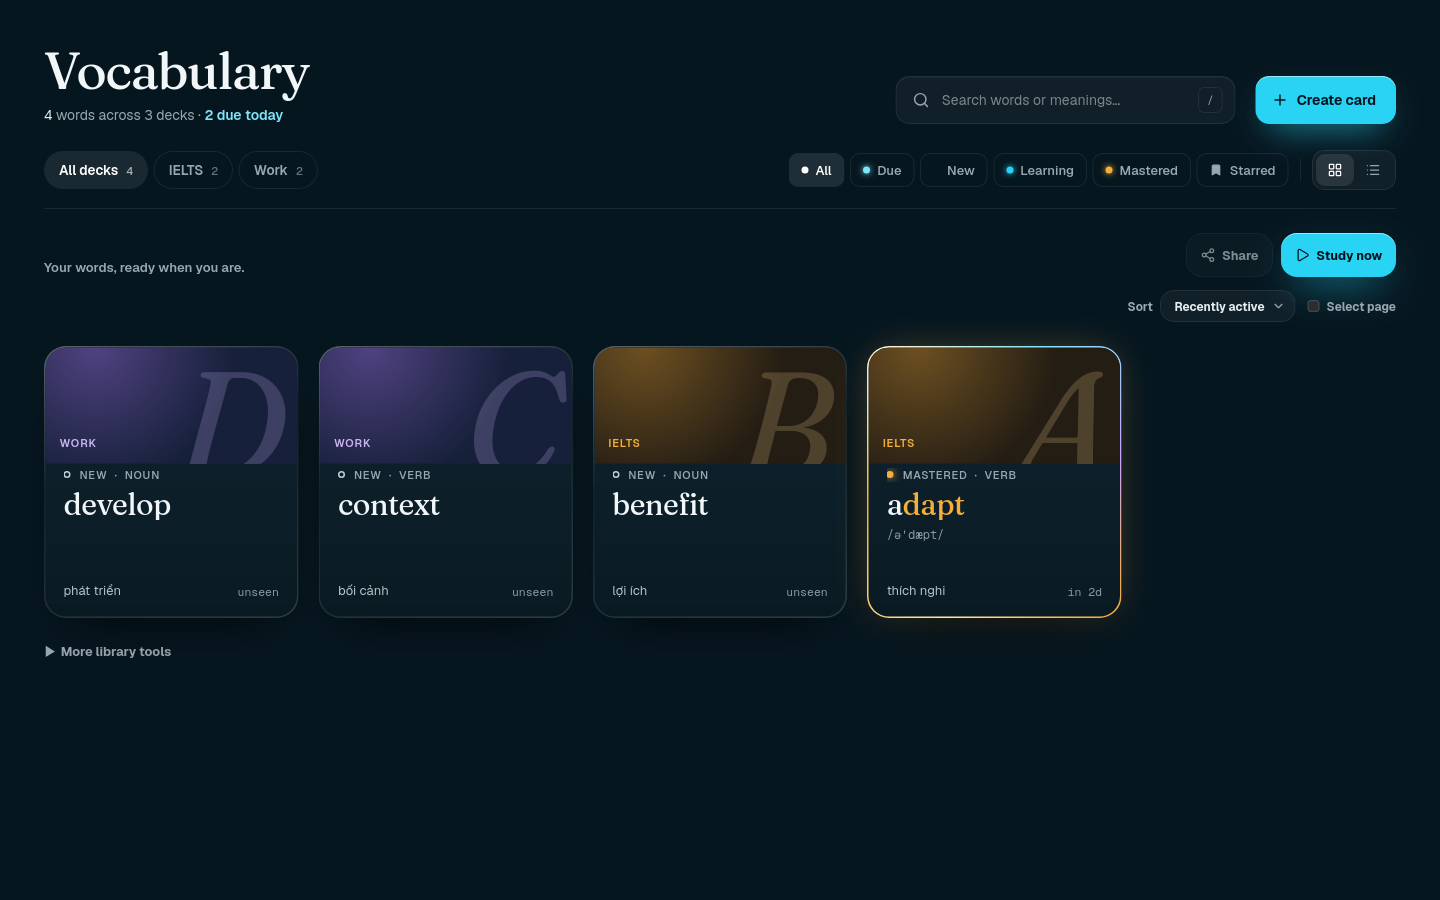 Vocabulary
4 words across 3 decks · 2 due today
Search words or meanings...
/
Create card
All decks 4
IELTS 2
Work 2
All
Due
New
Learning
Mastered
Starred
Your words, ready when you are.
Share
Study now
Sort
Recently active
Select page
D
WORK
NEW · NOUN
develop
phát triển
unseen
C
WORK
NEW · VERB
context
bối cảnh
unseen
B
IELTS
NEW · NOUN
benefit
lợi ích
unseen
A
IELTS
MASTERED · VERB
adapt
/əˈdæpt/
thích nghi
in 2d
More library tools